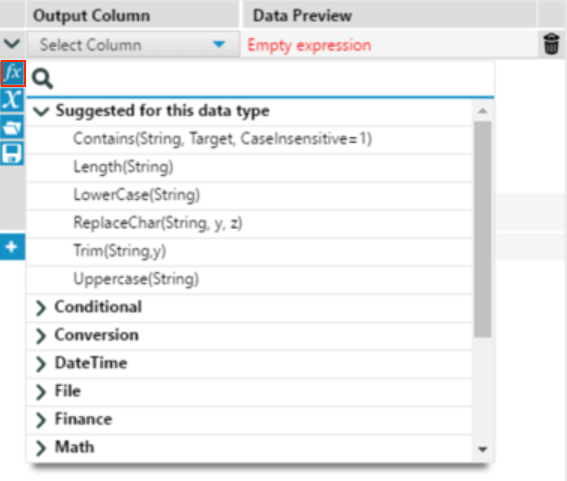 Output Column Data Preview
Select Column Empty expression
fx
X
Suggested for this data type
Contains(String, Target, CaseInsensitive=1)
Length(String)
LowerCase(String)
ReplaceChar(String, y, z)
Trim(String,y)
Uppercase(String)
Conditional
Conversion
DateTime
File
Finance
Math